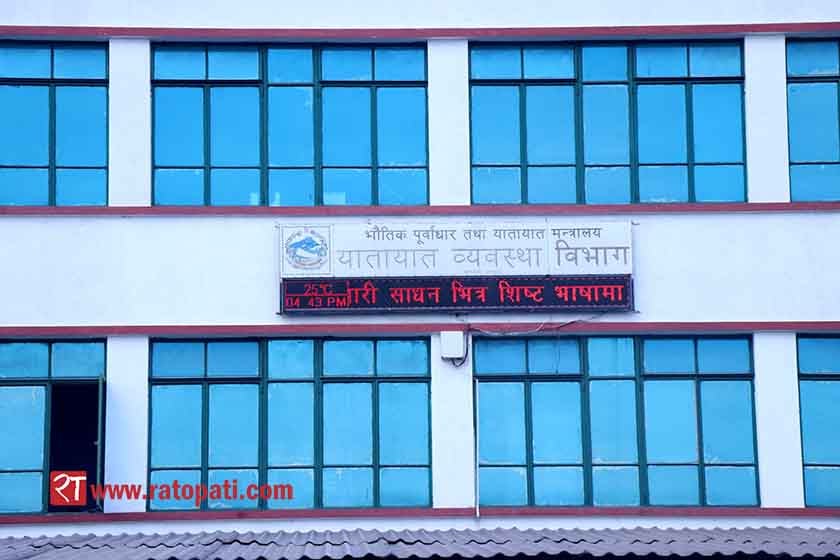 भौतिक पूर्वाधार तथा यातायात मन्त्रालय
यातायात व्यवस्था विभाग
25°C
04 43 PM
ारी साधन भित्र शिष्ट भाषामा
रा www.ratopati.com